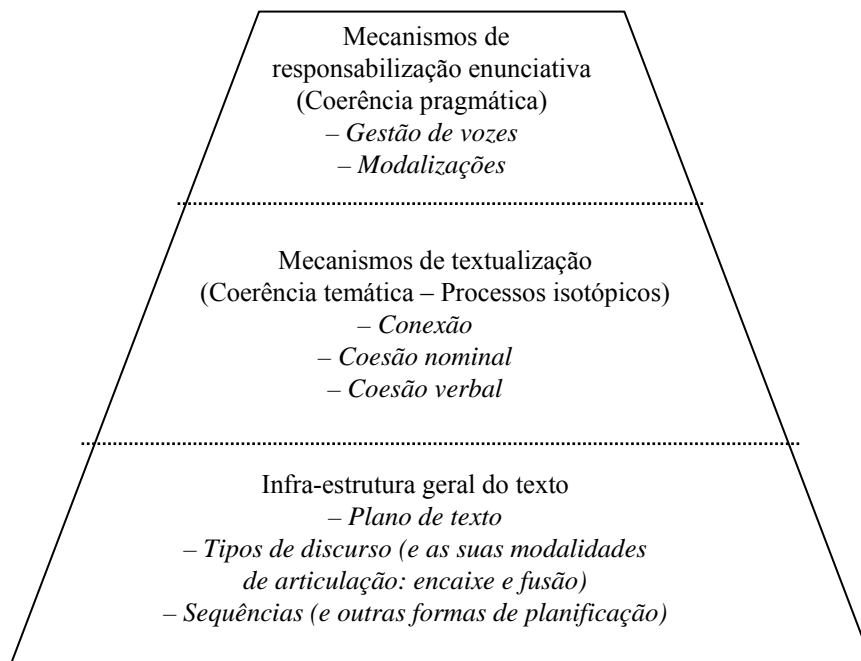 Mecanismos de
responsabilização enunciativa
(Coerência pragmática)
– Gestão de vozes
– Modalizações
Mecanismos de textualização
(Coerência temática – Processos isotópicos)
– Conexão
– Coesão nominal
– Coesão verbal
Infra-estrutura geral do texto
– Plano de texto
– Tipos de discurso (e as suas modalidades
de articulação: encaixe e fusão)
– Sequências (e outras formas de planificação)